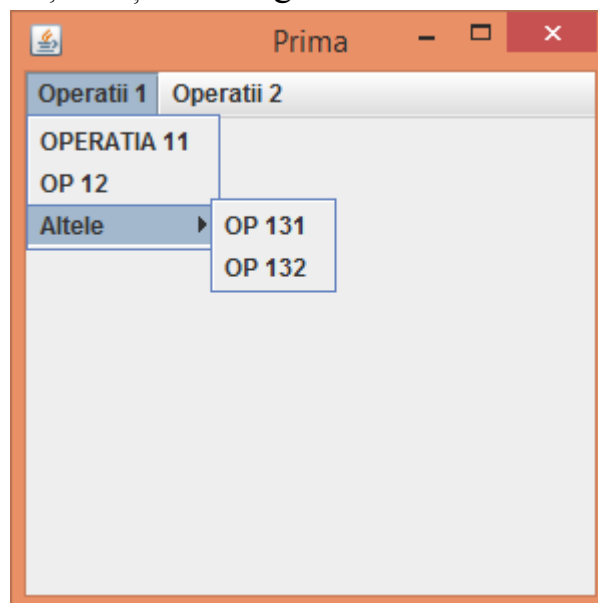 Prima
Operatii 1 Operatii 2
OPERATIA 11
OP 12
Altele
OP 131
OP 132